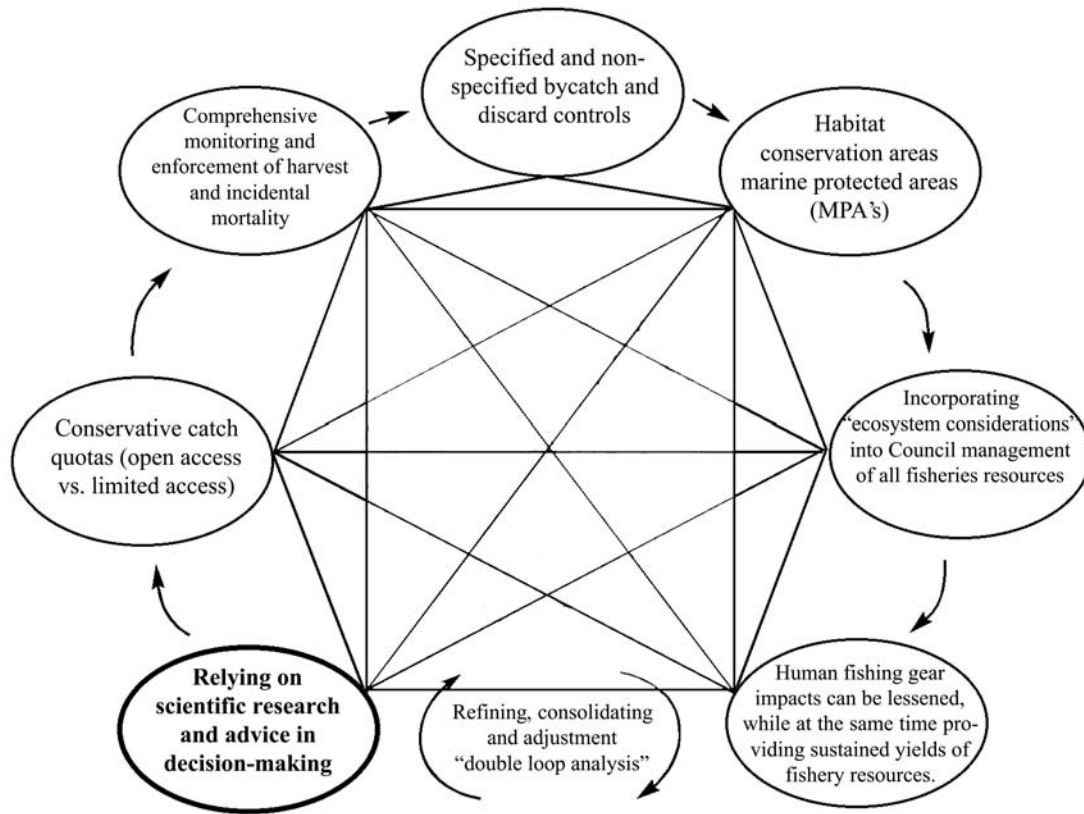 Specified and non-
specified bycatch and
discard controls
Comprehensive
monitoring and
enforcement of harvest
and incidental
mortality
Habitat
conservation areas
marine protected areas
(MPA's)
Conservative catch
quotas (open access
vs. limited access)
Incorporating
“ecosystem considerations’
into Council management
of all fisheries resources
Relying on
scientific research
and advice in
decision-making
Refining, consolidating
and adjustment
“double loop analysis”
Human fishing gear
impacts can be lessened,
while at the same time pro-
viding sustained yields of
fishery resources.